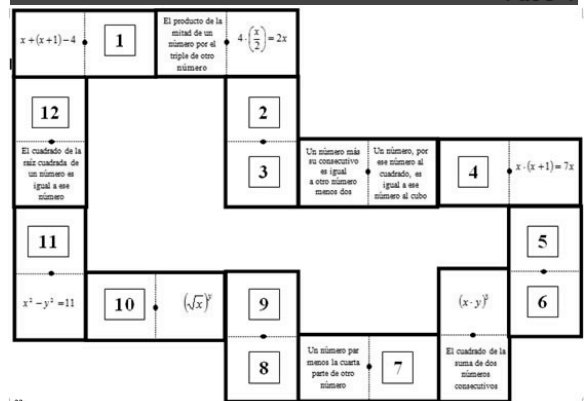 x+(x+1)-4
1
El producto de la
mitad de un
número por el
triple de otro
número
4·(x/2)=2x
12
El cuadrado de la
raíz cuadrada de
un número es
igual a ese
número
2
3
Un número más
su consecutivo
es igual
a otro número
menos dos
Un número, por
ese número al
cuadrado, es
igual a ese
número al cubo
4
x·(x+1)=7x
11
x²-y²=11
5
6
10
9
8
Un número par
menos la cuarta
parte de otro
número
7
El cuadrado de la
suma de dos
números
consecutivos